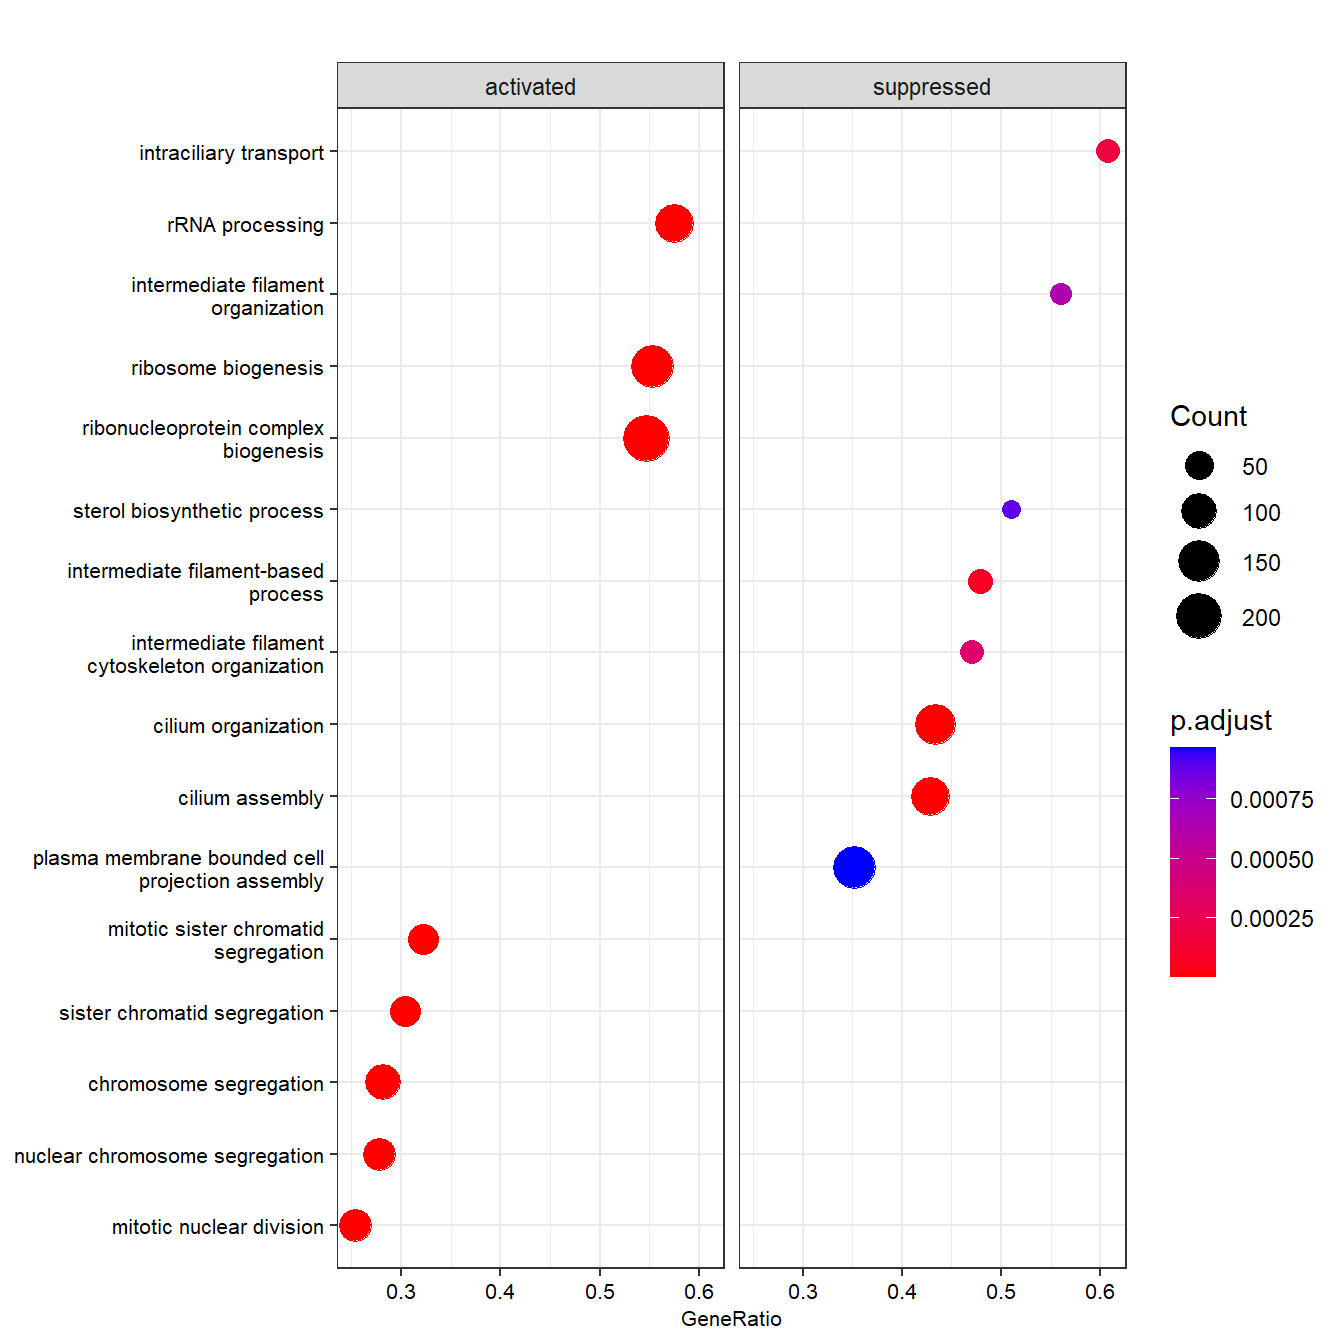 activated
suppressed
intraciliary transport
rRNA processing
intermediate filament
organization
ribosome biogenesis
ribonucleoprotein complex
biogenesis
sterol biosynthetic process
intermediate filament-based
process
intermediate filament
cytoskeleton organization
cilium organization
cilium assembly
plasma membrane bounded cell
projection assembly
mitotic sister chromatid
segregation
sister chromatid segregation
chromosome segregation
nuclear chromosome segregation
mitotic nuclear division
0.3 0.4 0.5 0.6
0.3 0.4 0.5 0.6
GeneRatio
Count
50
100
150
200
p.adjust
0.00075
0.00050
0.00025